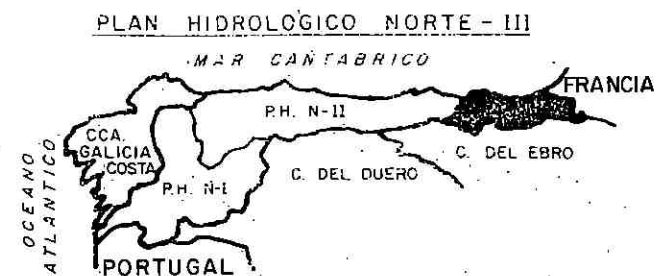 PLAN HIDROLOGICO NORTE - III
MAR CANTABRICO
FRANCIA
P.H. N-II
CCA.
GALICIA
COSTA
C. DEL EBRO
C. DEL DUERO
P.H. N-I
OCEANO
ATLANTICO
PORTUGAL